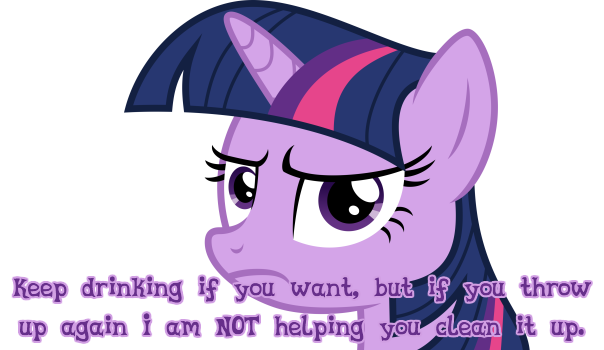 Keep drinking if you want, but if you throw
up again i am NOT helping you clean it up.